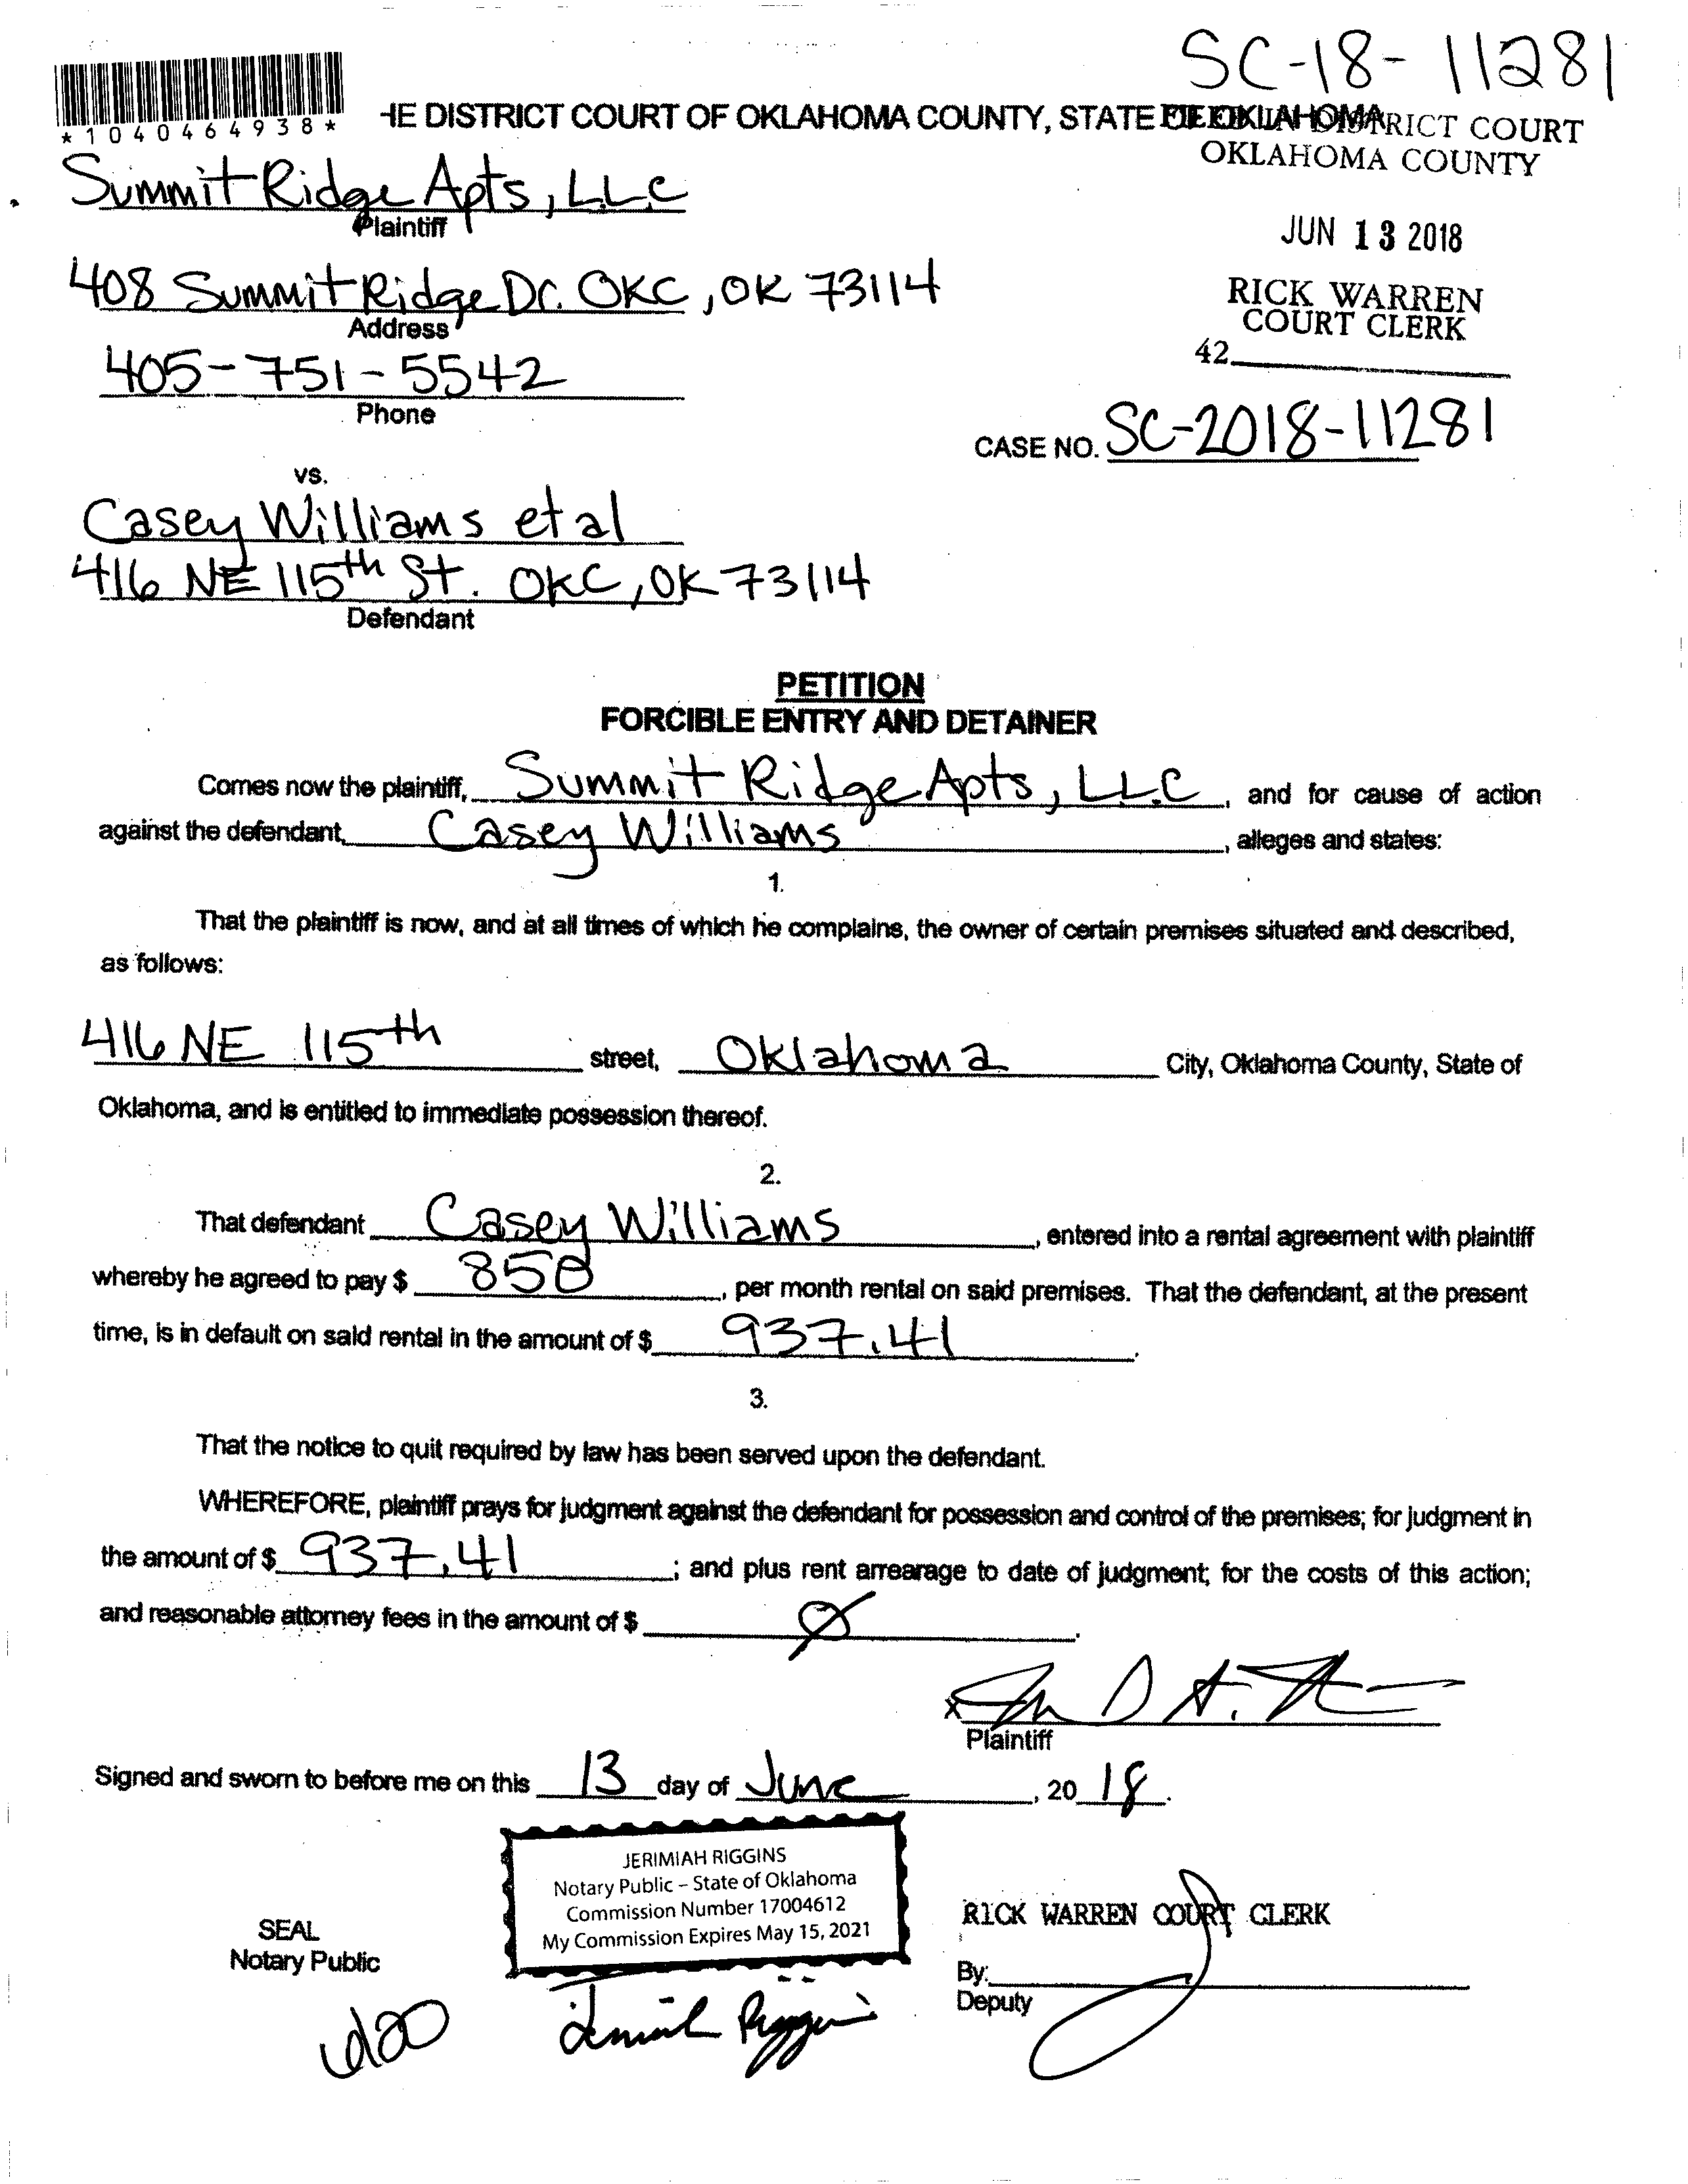 SC-18-11281
*1040464938*
HE DISTRICT COURT OF OKLAHOMA COUNTY, STATE OF OKLAHOMA
FILED IN DISTRICT COURT
OKLAHOMA COUNTY
Summit Ridge Apts, L.L.C
Plaintiff
JUN 13 2018
408 Summit Ridge Dr. OKC, OK 73114
Address
RICK WARREN
COURT CLERK
42
405-751-5542
Phone
CASE NO. SC-2018-11281
vs.
Casey Williams et al
416 NE 115th St. OKC, OK 73114
Defendant
PETITION
FORCIBLE ENTRY AND DETAINER
Comes now the plaintiff, Summit Ridge Apts, L.L.C, and for cause of action
against the defendant, Casey Williams, alleges and states:
1.
That the plaintiff is now, and at all times of which he complains, the owner of certain premises situated and described,
as follows:
416 NE 115th street, Oklahoma City, Oklahoma County, State of
Oklahoma, and is entitled to immediate possession thereof.
2.
That defendant Casey Williams, entered into a rental agreement with plaintiff
whereby he agreed to pay $ 850, per month rental on said premises. That the defendant, at the present
time, is in default on said rental in the amount of $ 937.41.
3.
That the notice to quit required by law has been served upon the defendant.
WHEREFORE, plaintiff prays for judgment against the defendant for possession and control of the premises; for judgment in
the amount of $ 937.41; and plus rent arrearage to date of judgment; for the costs of this action;
and reasonable attorney fees in the amount of $ Ø.
X
Plaintiff
Signed and sworn to before me on this 13 day of June, 2018.
JERIMIAH RIGGINS
Notary Public – State of Oklahoma
Commission Number 17004612
My Commission Expires May 15, 2021
SEAL
Notary Public
RICK WARREN COURT CLERK
By:
Deputy
Jerimiah Riggins